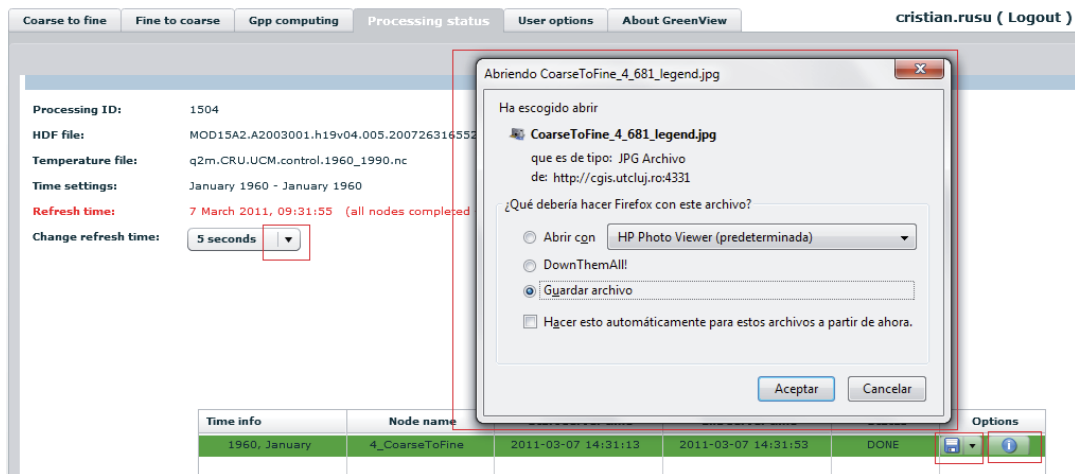 Coarse to fine
Fine to coarse
Gpp computing
Processing status
User options
About GreenView
cristian.rusu ( Logout )
Abriendo CoarseToFine_4_681_legend.jpg
Ha escogido abrir
CoarseToFine_4_681_legend.jpg
que es de tipo: JPG Archivo
de: http://cgis.utcluj.ro:4331
¿Qué debería hacer Firefox con este archivo?
Abrir con
HP Photo Viewer (predeterminada)
DownThemAll!
Guardar archivo
Hacer esto automáticamente para estos archivos a partir de ahora.
Aceptar
Cancelar
Processing ID: 1504
HDF file: MOD15A2.A2003001.h19v04.005.200726316552
Temperature file: q2m.CRU.UCM.control.1960_1990.nc
Time settings: January 1960 - January 1960
Refresh time: 7 March 2011, 09:31:55 (all nodes completed
Change refresh time: 5 seconds
Time info
Node name
Options
1960, January
4_CoarseToFine
2011-03-07 14:31:13
2011-03-07 14:31:53
DONE